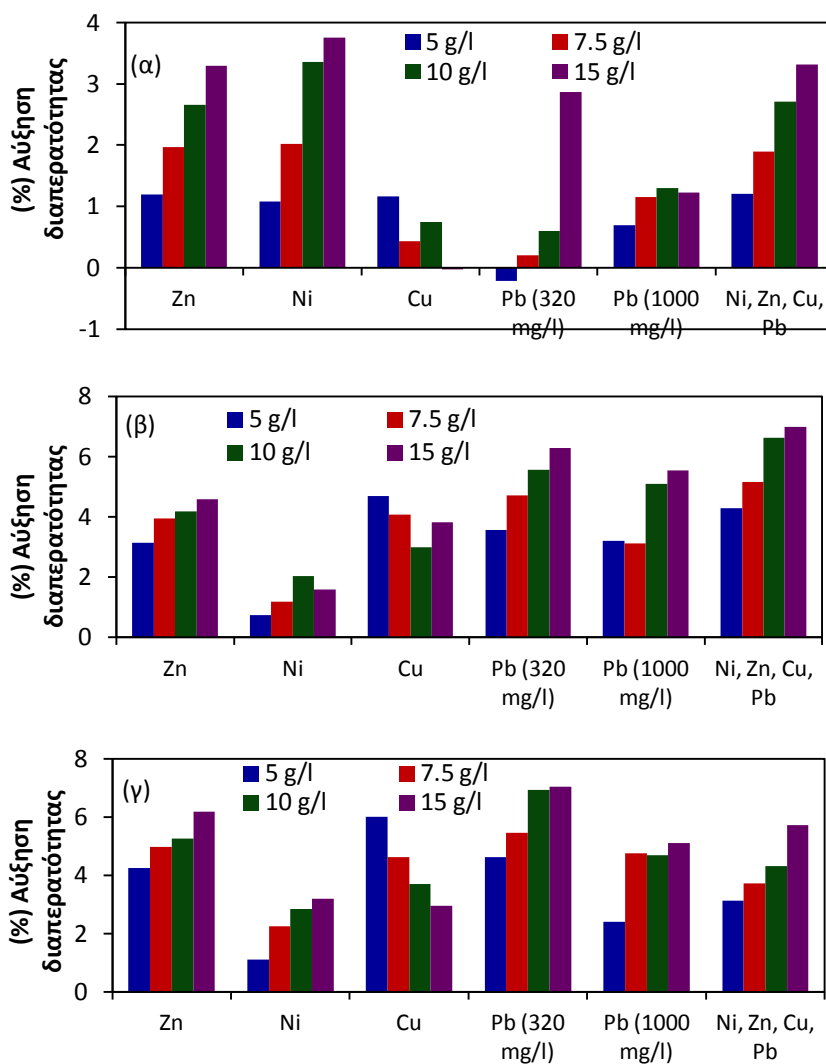 (%) Αύξηση
διαπερατότητας
4
3
2
1
0
-1
(α)
5 g/l
7.5 g/l
10 g/l
15 g/l
Zn
Ni
Cu
Pb (320
mg/l)
Pb (1000
mg/l)
Ni, Zn, Cu,
Pb
(%) Αύξηση
διαπερατότητας
8
6
4
2
0
(β)
5 g/l
7.5 g/l
10 g/l
15 g/l
Zn
Ni
Cu
Pb (320
mg/l)
Pb (1000
mg/l)
Ni, Zn, Cu,
Pb
(%) Αύξηση
διαπερατότητας
8
6
4
2
0
(γ)
5 g/l
7.5 g/l
10 g/l
15 g/l
Zn
Ni
Cu
Pb (320
mg/l)
Pb (1000
mg/l)
Ni, Zn, Cu,
Pb